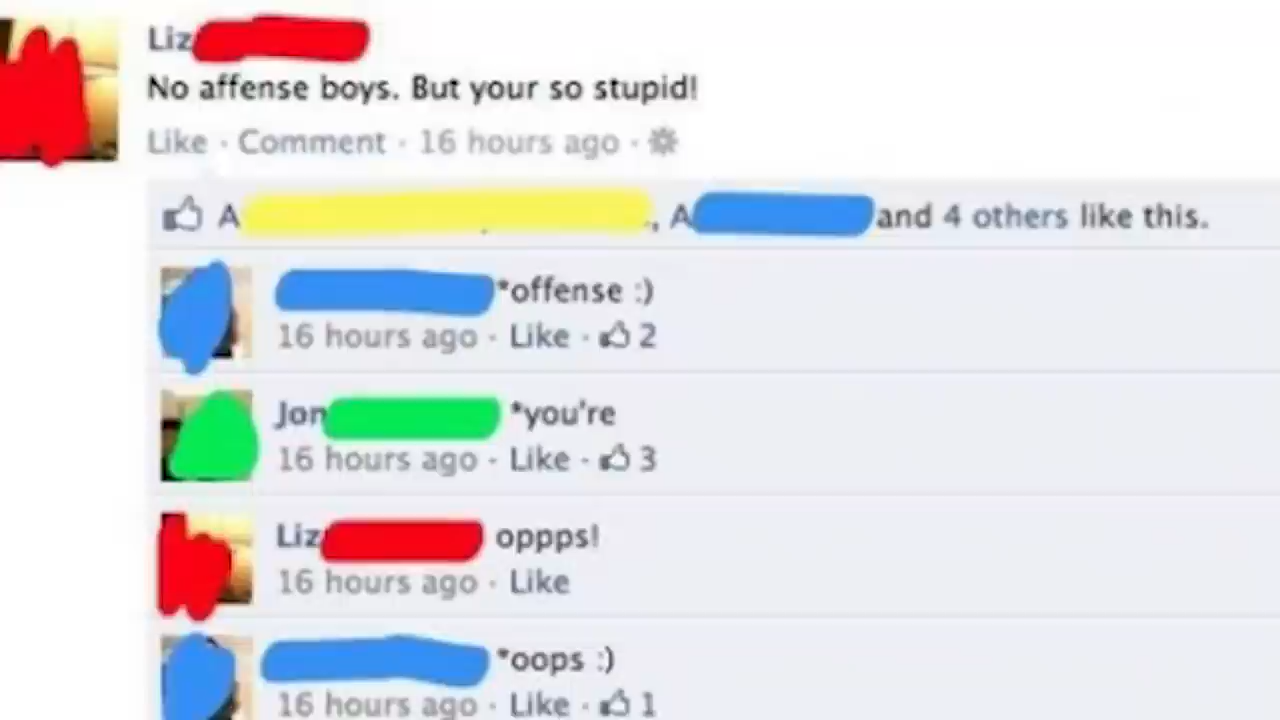 Liz
No affense boys. But your so stupid!
Like · Comment · 16 hours ago ·
A , A and 4 others like this.
*offense :)
16 hours ago · Like · 2
Jon *you're
16 hours ago · Like · 3
Liz oppps!
16 hours ago · Like
*oops :)
16 hours ago · Like · 1